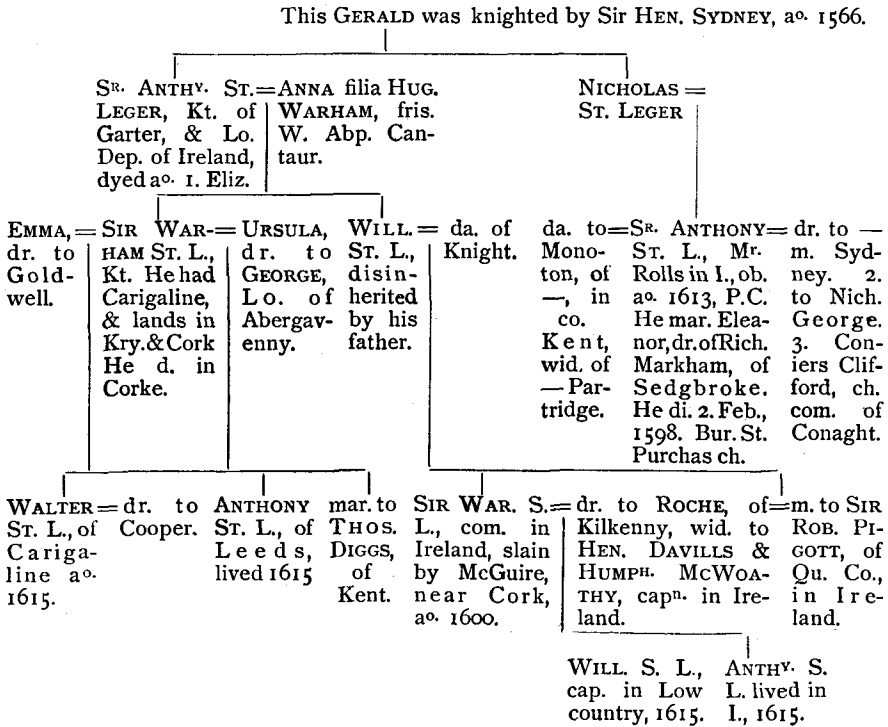 This GERALD was knighted by Sir HEN. SYDNEY, aᵒ· 1566.
Sᴿ· ANTHʸ· ST.=ANNA filia HUG.
LEGER, Kt. of WARHAM, fris.
Garter, & Lo. W. Abp. Can-
Dep. of Ireland, taur.
dyed aᵒ· 1. Eliz.
NICHOLAS =
ST. LEGER
EMMA,=
dr. to
Gold-
well.
SIR WAR-=
HAM ST. L.,
Kt. He had
Carigaline,
& lands in
Kry. & Cork
He d. in
Corke.
URSULA,
dr. to
GEORGE,
Lo. of
Abergav-
enny.
WILL.=
ST. L.,
disin-
herited
by his
father.
da. of
Knight.
da. to=
Mono-
ton, of
—, in
co.
Kent,
wid. of
—Par-
tridge.
Sᴿ· ANTHONY=
ST. L., Mʳ·
Rolls in I., ob.
aᵒ· 1613, P.C.
He mar. Elea-
nor, dr. of Rich.
Markham, of
Sedgbroke.
He di. 2. Feb.,
1598. Bur. St.
Purchas ch.
dr. to —
m. Syd-
ney. 2.
to Nich.
George.
3. Con-
iers Clif-
ford, ch.
com. of
Conaght.
WALTER=
ST. L., of
Cariga-
line aᵒ·
1615.
dr. to
Cooper.
ANTHONY
ST. L., of
Leeds,
lived 1615
mar. to
THOS.
DIGGS,
of
Kent.
SIR WAR. S.=
L., com. in
Ireland, slain
by McGuire,
near Cork,
aᵒ· 1600.
dr. to ROCHE, of=
Kilkenny, wid. to
HEN. DAVILLS &
HUMPᴴ· MCWOA-
THY, capⁿ· in Ire-
land.
m. to SIR
ROB. PI-
GOTT, of
Qu. Co.,
in Ire-
land.
WILL. S. L.,
cap. in Low
country, 1615.
ANTHʸ· S.
L. lived in
I., 1615.